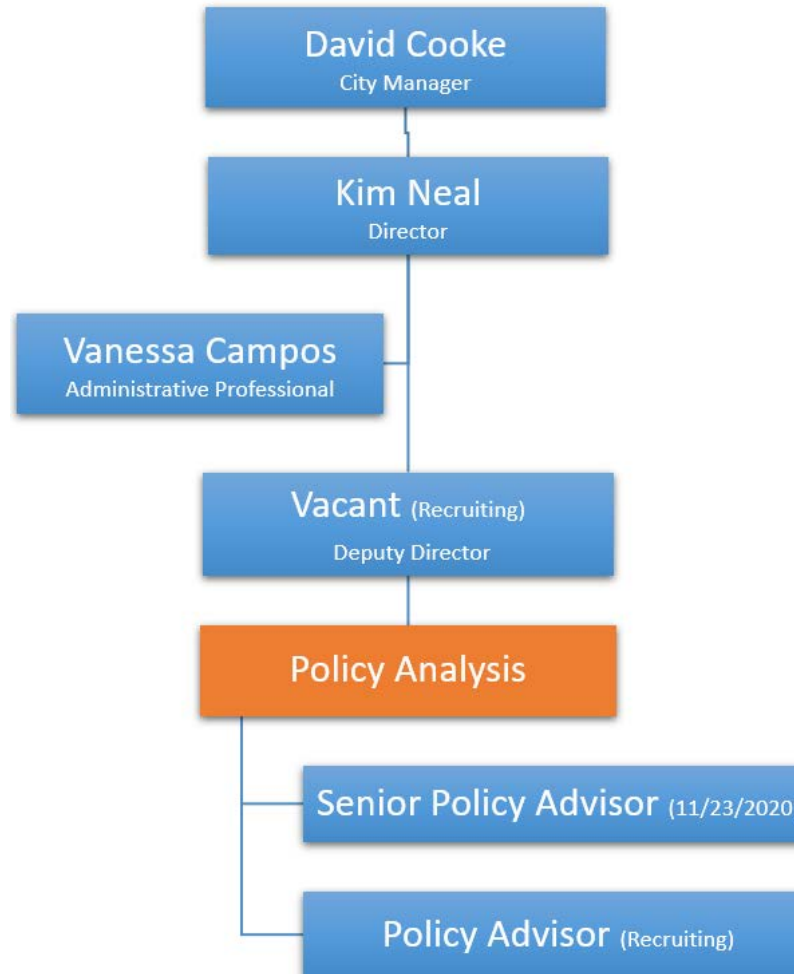 David Cooke
City Manager
Kim Neal
Director
Vanessa Campos
Administrative Professional
Vacant (Recruiting)
Deputy Director
Policy Analysis
Senior Policy Advisor (11/23/2020
Policy Advisor (Recruiting)